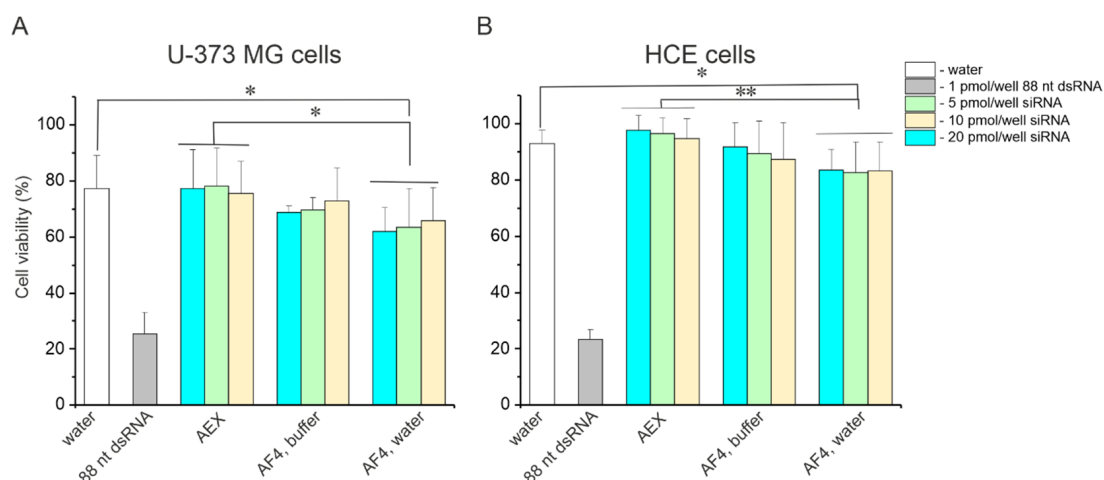 A
U-373 MG cells
*
*
Cell viability (%)
100
80
60
40
20
0
water
88 nt dsRNA
AEX
AF4, buffer
AF4, water
B
HCE cells
*
**
100
80
60
40
20
0
water
88 nt dsRNA
AEX
AF4, buffer
AF4, water
- water
- 1 pmol/well 88 nt dsRNA
- 5 pmol/well siRNA
- 10 pmol/well siRNA
- 20 pmol/well siRNA